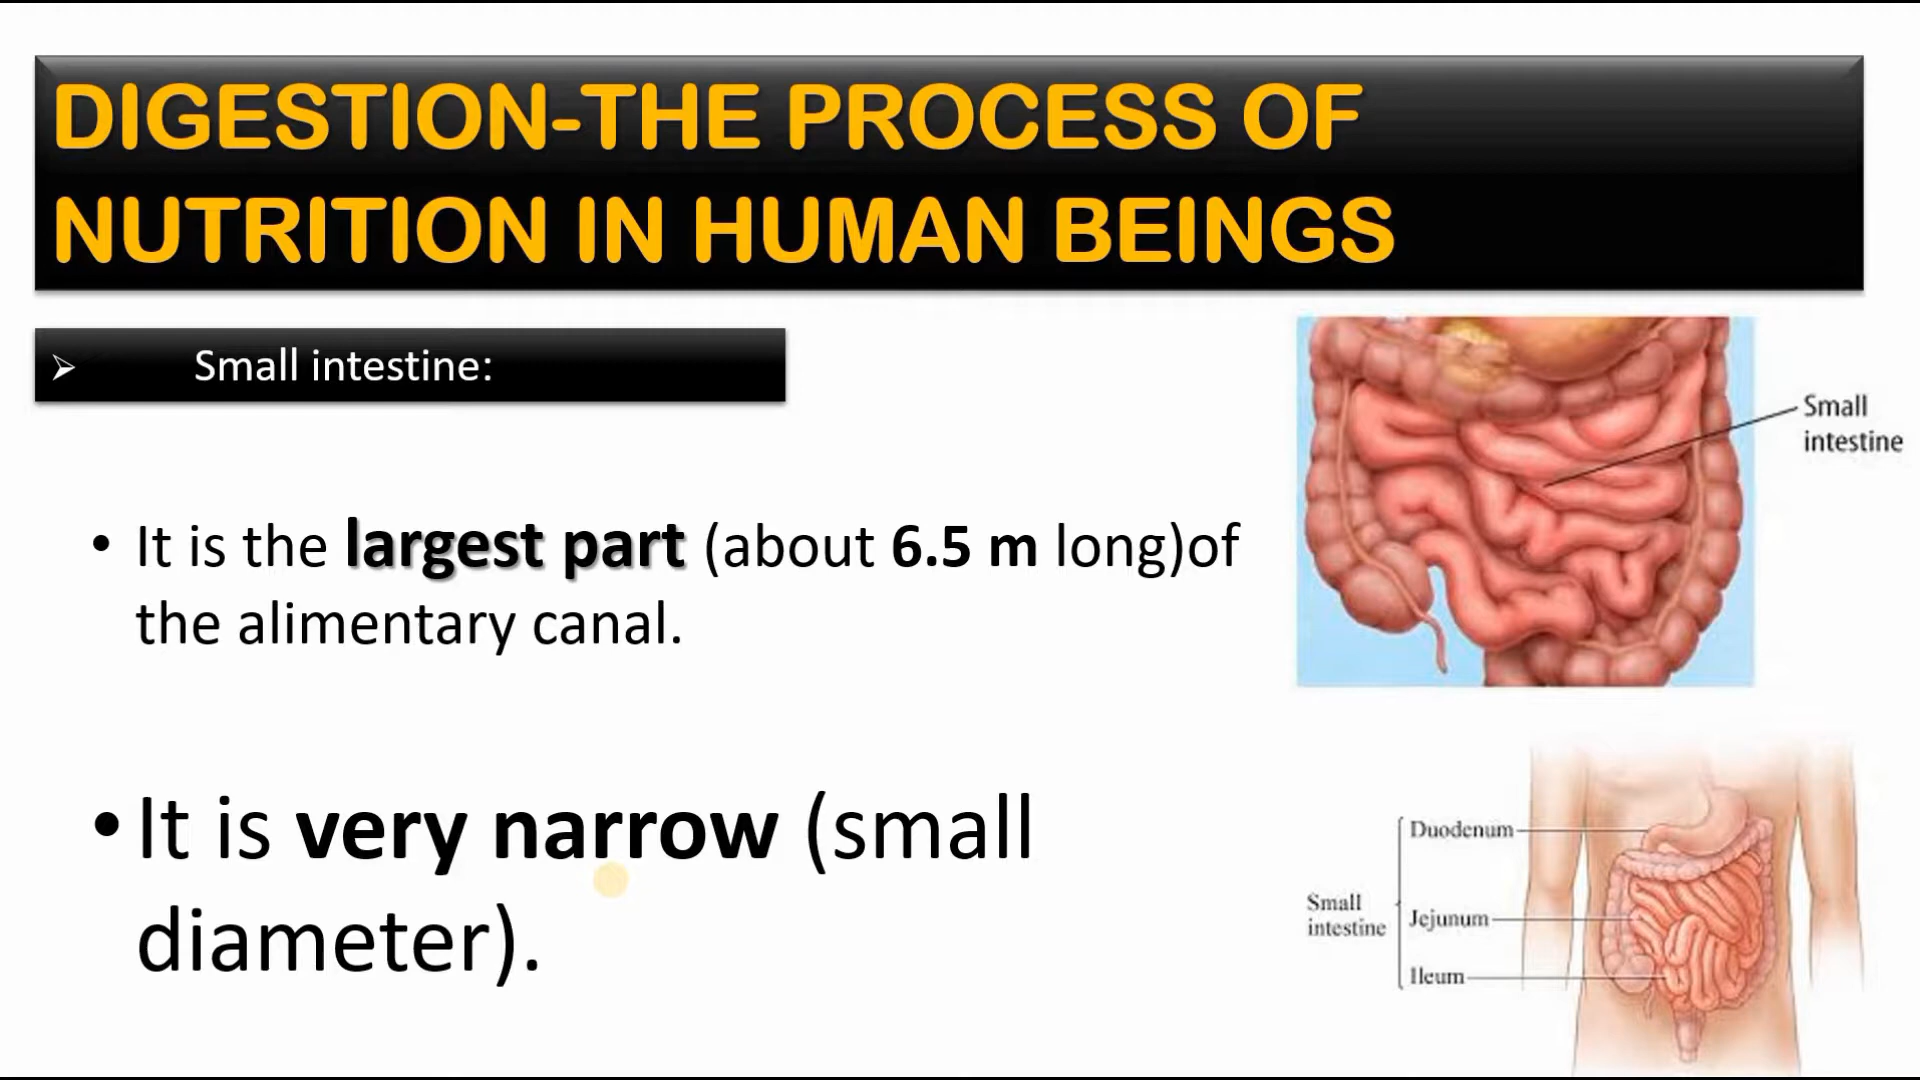 DIGESTION-THE PROCESS OF
NUTRITION IN HUMAN BEINGS
➢ Small intestine:
• It is the largest part (about 6.5 m long)of
the alimentary canal.
• It is very narrow (small
diameter).
Small
intestine
Duodenum
Small
intestine
Jejunum
Ileum